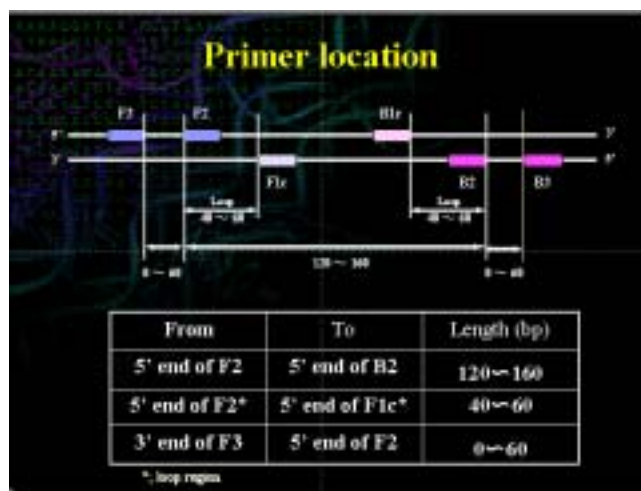 Primer location
F3 F2 B1c
5' 3'
3' 5'
F1c B2 B3
Loop Loop
40～60 40～60
0～60 120～160 0～60
From To Length (bp)
5' end of F2 5' end of B2 120～160
5' end of F2* 5' end of F1c* 40～60
3' end of F3 5' end of F2 0～60
*; loop region